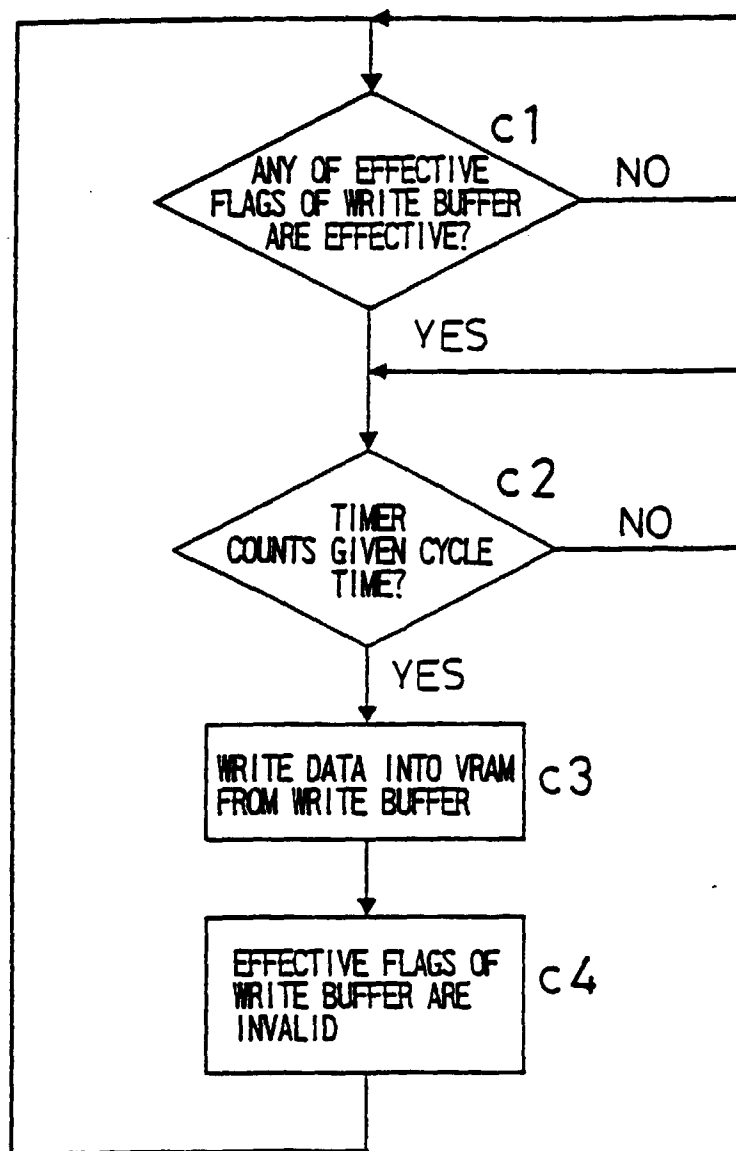 c1
ANY OF EFFECTIVE
FLAGS OF WRITE BUFFER
ARE EFFECTIVE?
NO
YES
c2
TIMER
COUNTS GIVEN CYCLE
TIME?
NO
YES
WRITE DATA INTO VRAM
FROM WRITE BUFFER
c3
EFFECTIVE FLAGS OF
WRITE BUFFER ARE
INVALID
c4